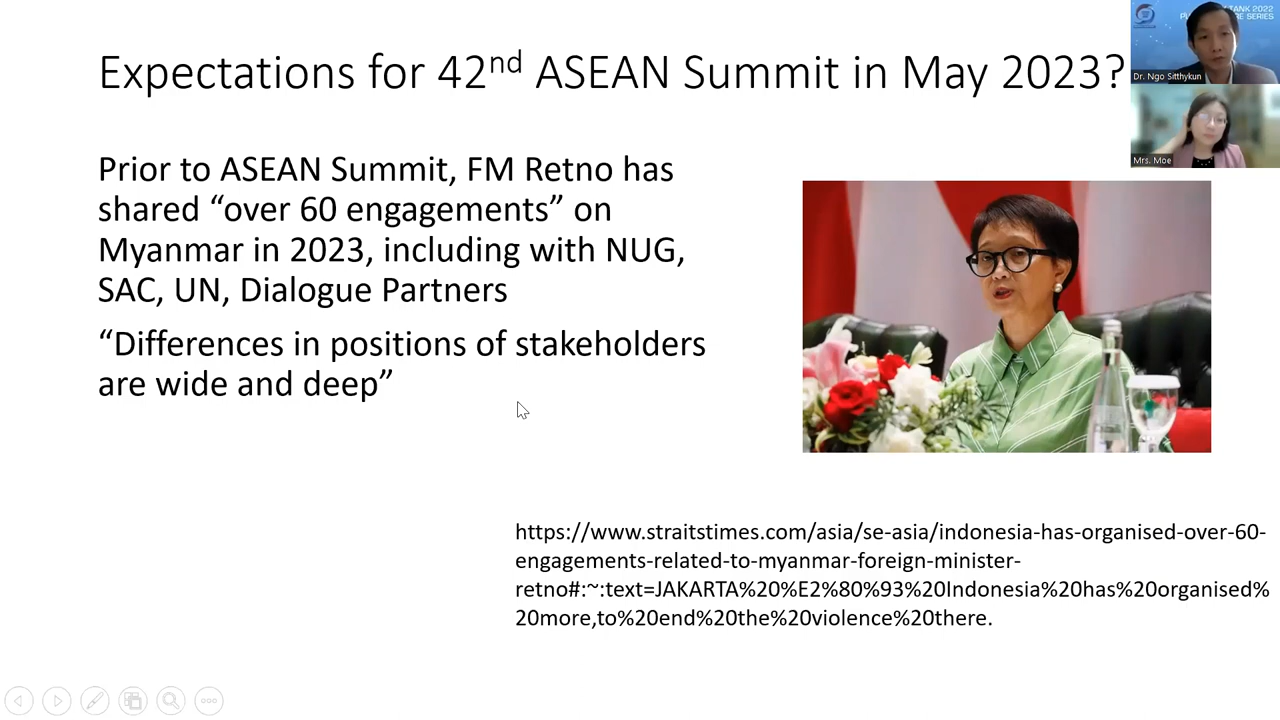 Expectations for 42nd ASEAN Summit in May 2023?
TANK 2022
SERIES
Dr. Ngo Sitthykun
Mrs. Moe
Prior to ASEAN Summit, FM Retno has
shared “over 60 engagements” on
Myanmar in 2023, including with NUG,
SAC, UN, Dialogue Partners
“Differences in positions of stakeholders
are wide and deep”
https://www.straitstimes.com/asia/se-asia/indonesia-has-organised-over-60-
engagements-related-to-myanmar-foreign-minister-
retno#:~:text=JAKARTA%20%E2%80%93%20Indonesia%20has%20organised%
20more,to%20end%20the%20violence%20there.